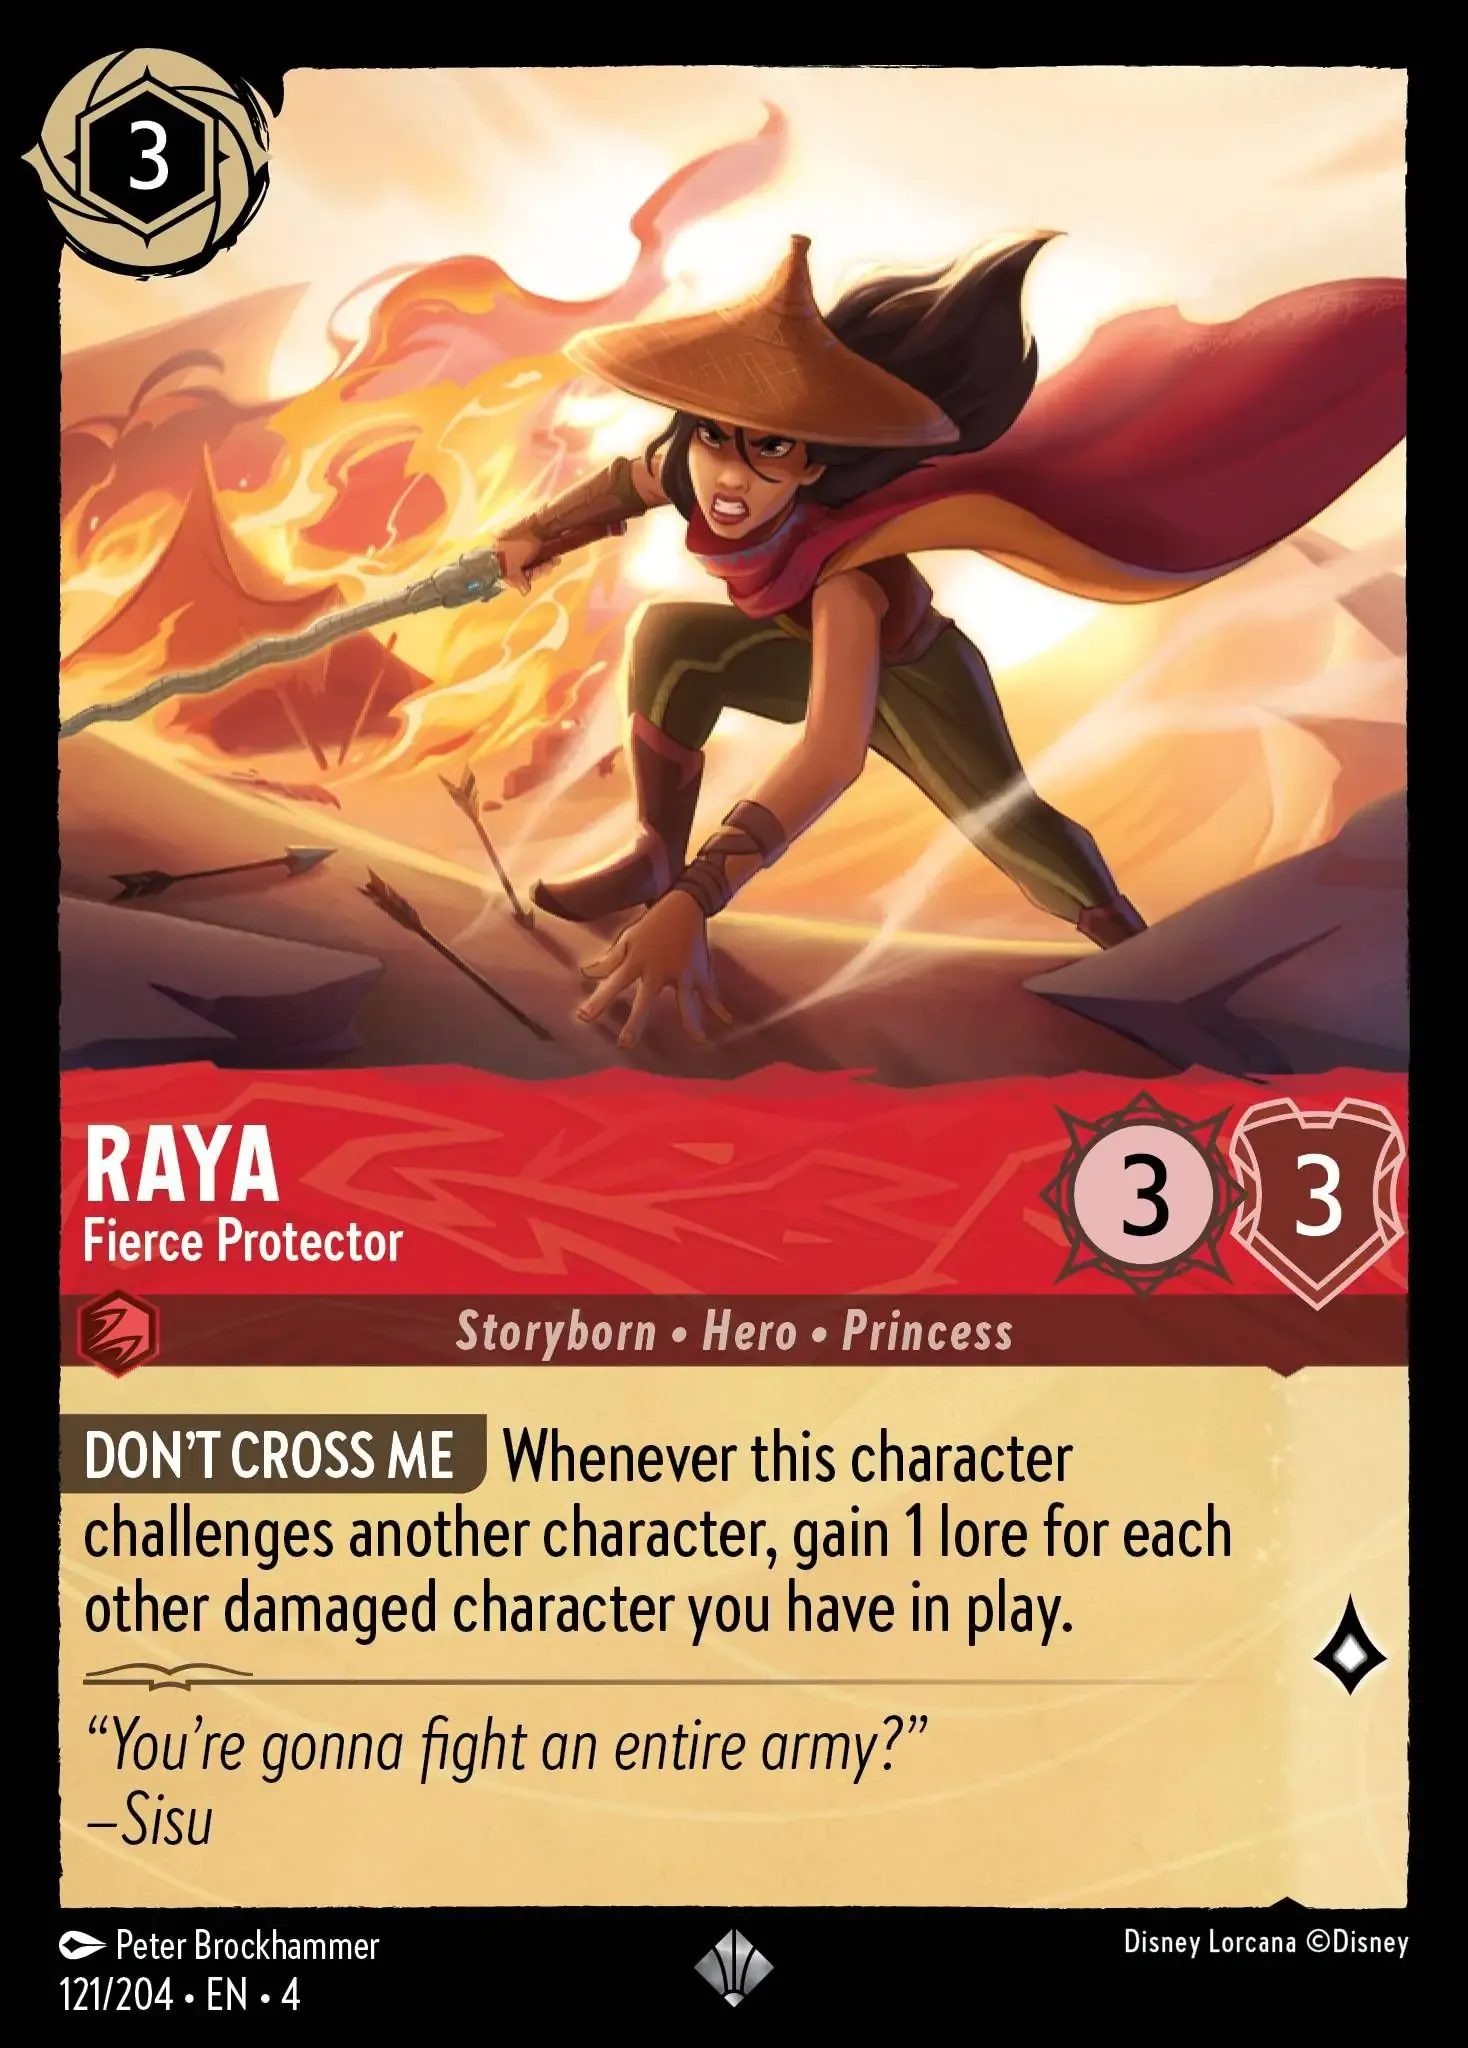 3
RAYA
Fierce Protector
3
3
Storyborn • Hero • Princess
DON'T CROSS ME Whenever this character
challenges another character, gain 1 lore for each
other damaged character you have in play.
“You’re gonna fight an entire army?”
–Sisu
Peter Brockhammer
Disney Lorcana ©Disney
121/204 • EN • 4